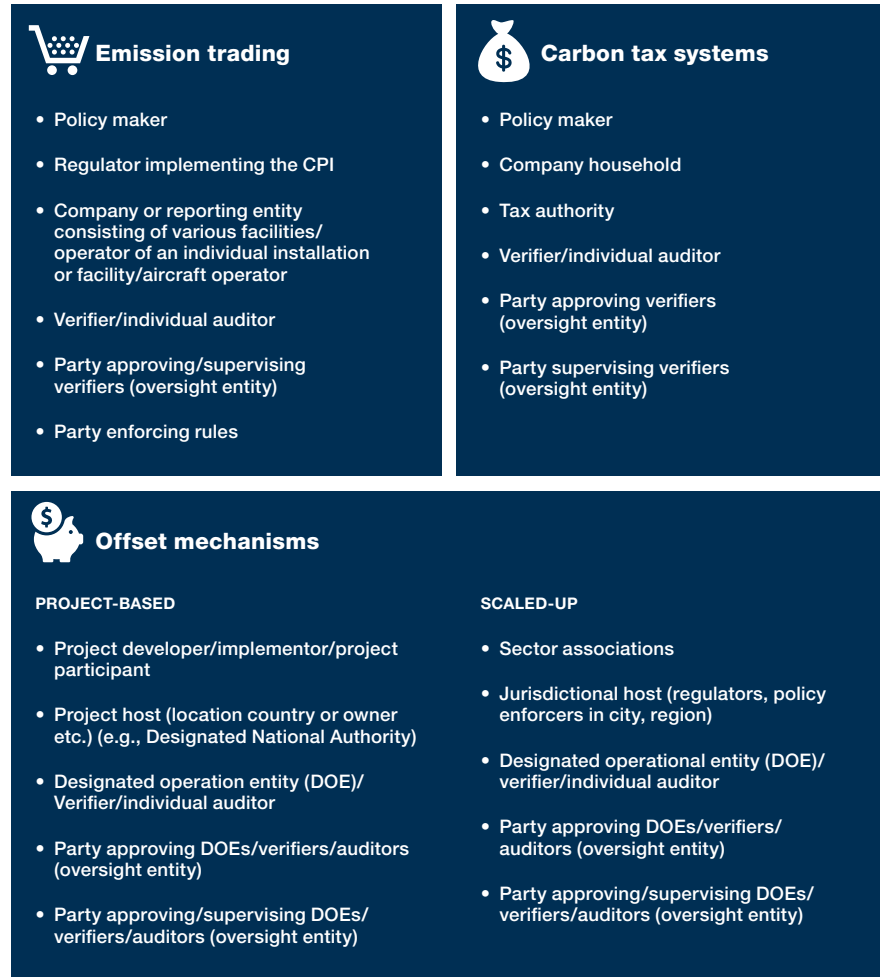 Emission trading
• Policy maker
• Regulator implementing the CPI
• Company or reporting entity
consisting of various facilities/
operator of an individual installation
or facility/aircraft operator
• Verifier/individual auditor
• Party approving/supervising
verifiers (oversight entity)
• Party enforcing rules
$
Carbon tax systems
• Policy maker
• Company household
• Tax authority
• Verifier/individual auditor
• Party approving verifiers
(oversight entity)
• Party supervising verifiers
(oversight entity)
$
Offset mechanisms
PROJECT-BASED
• Project developer/implementor/project
participant
• Project host (location country or owner
etc.) (e.g., Designated National Authority)
• Designated operation entity (DOE)/
Verifier/individual auditor
• Party approving DOEs/verifiers/auditors
(oversight entity)
• Party approving/supervising DOEs/
verifiers/auditors (oversight entity)
SCALED-UP
• Sector associations
• Jurisdictional host (regulators, policy
enforcers in city, region)
• Designated operational entity (DOE)/
verifier/individual auditor
• Party approving DOEs/verifiers/
auditors (oversight entity)
• Party approving/supervising DOEs/
verifiers/auditors (oversight entity)